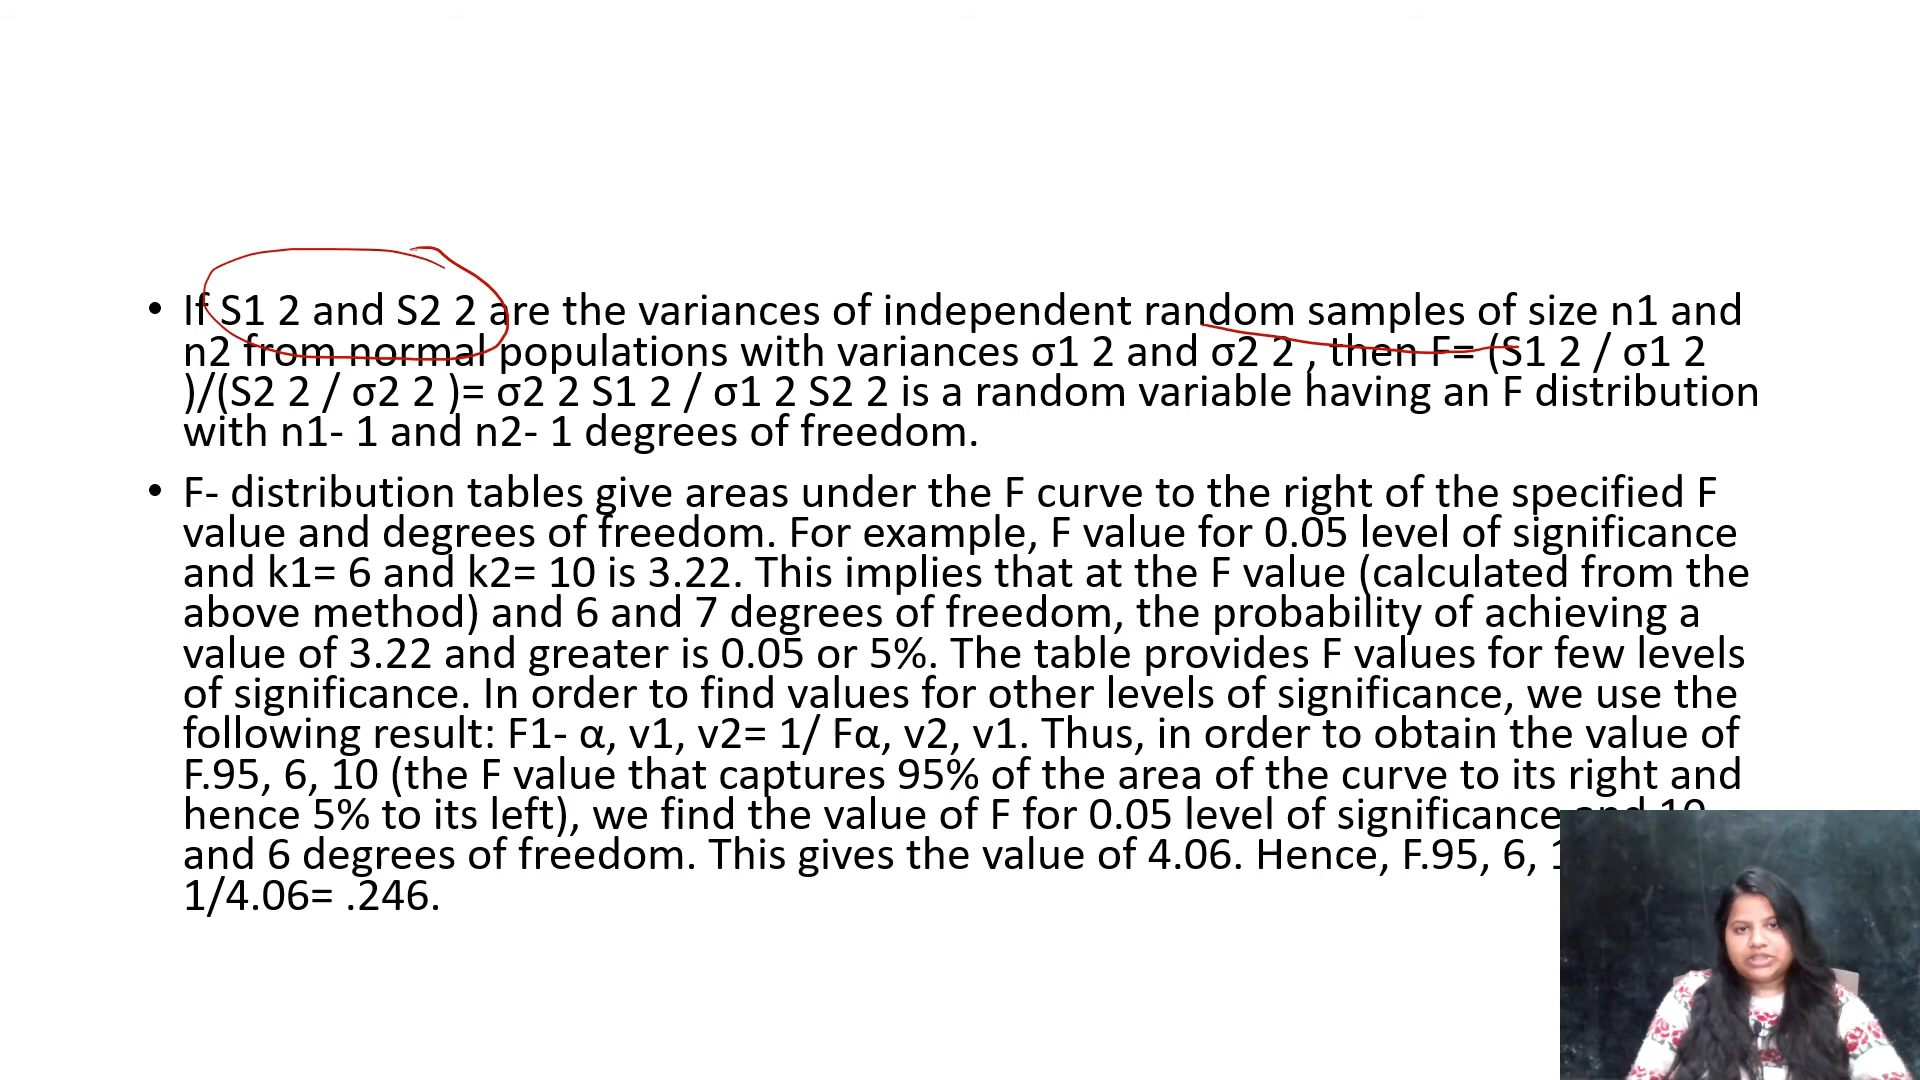 • If S1 2 and S2 2 are the variances of independent random samples of size n1 and
n2 from normal populations with variances σ1 2 and σ2 2 , then F= (S1 2 / σ1 2
)/(S2 2 / σ2 2 )= σ2 2 S1 2 / σ1 2 S2 2 is a random variable having an F distribution
with n1- 1 and n2- 1 degrees of freedom.
• F- distribution tables give areas under the F curve to the right of the specified F
value and degrees of freedom. For example, F value for 0.05 level of significance
and k1= 6 and k2= 10 is 3.22. This implies that at the F value (calculated from the
above method) and 6 and 7 degrees of freedom, the probability of achieving a
value of 3.22 and greater is 0.05 or 5%. The table provides F values for few levels
of significance. In order to find values for other levels of significance, we use the
following result: F1- α, v1, v2= 1/ Fα, v2, v1. Thus, in order to obtain the value of
F.95, 6, 10 (the F value that captures 95% of the area of the curve to its right and
hence 5% to its left), we find the value of F for 0.05 level of significance and 10
and 6 degrees of freedom. This gives the value of 4.06. Hence, F.95, 6,
1/4.06= .246.